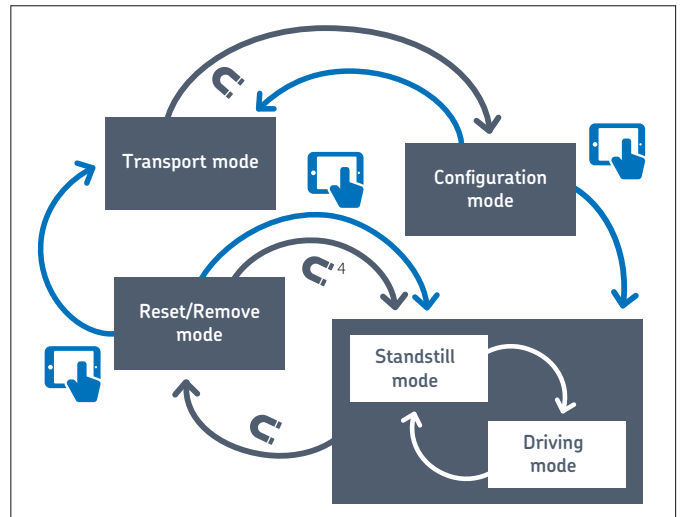 Transport mode
Configuration
mode
4
Reset/Remove
mode
Standstill
mode
Driving
mode